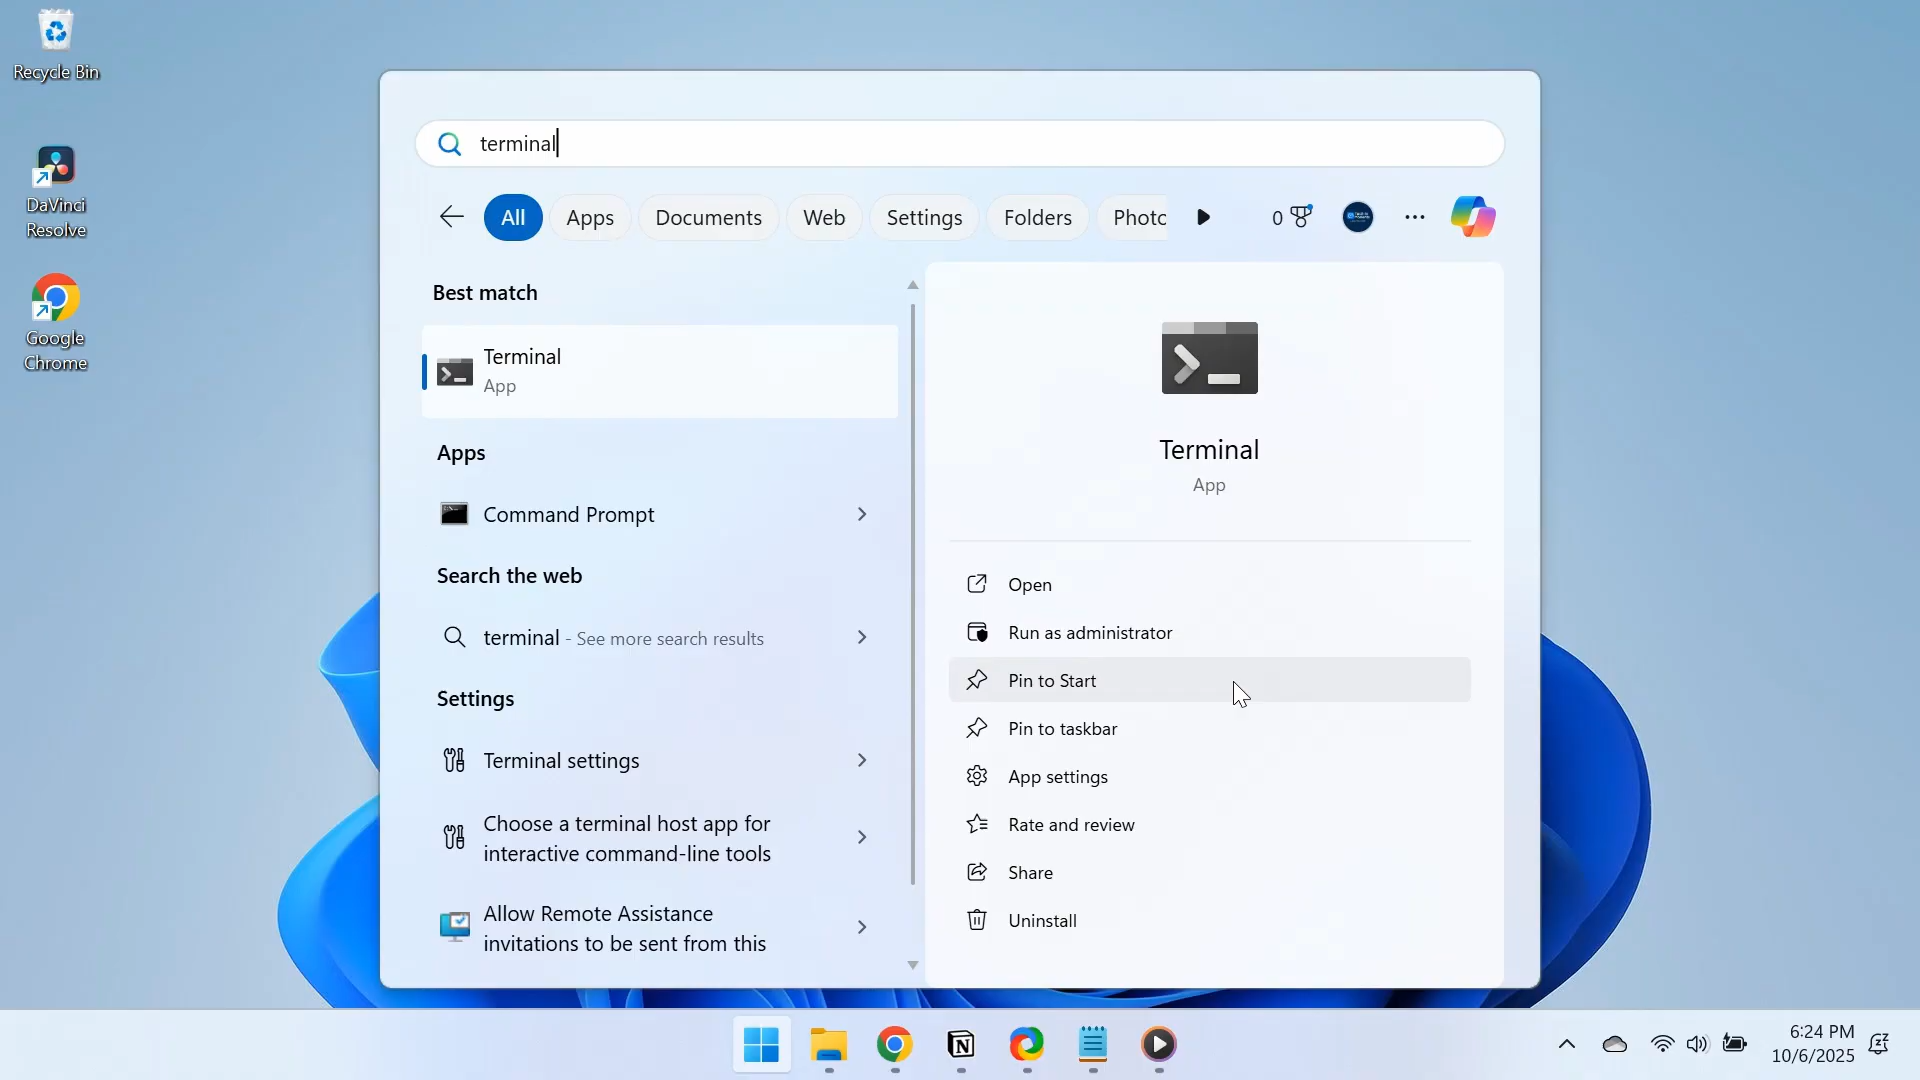 Recycle Bin
DaVinci
Resolve
Google
Chrome
terminal
All
Apps
Documents
Web
Settings
Folders
Photo
0
Best match
Terminal
App
Apps
Command Prompt
Search the web
terminal - See more search results
Settings
Terminal settings
Choose a terminal host app for
interactive command-line tools
Allow Remote Assistance
invitations to be sent from this
Terminal
App
Open
Run as administrator
Pin to Start
Pin to taskbar
App settings
Rate and review
Share
Uninstall
6:24 PM
10/6/2025